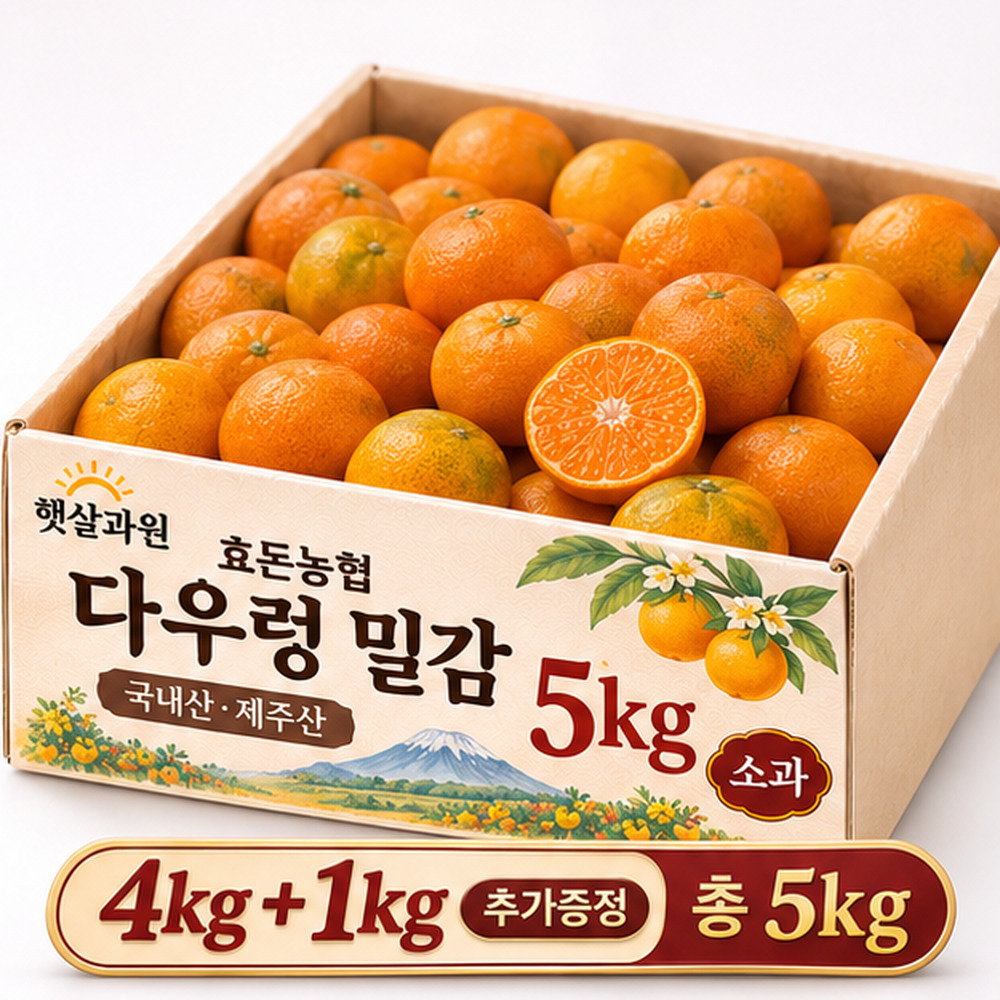 햇살과원
효돈농협
다우렁 밀감
국내산·제주산
5kg
소과
4kg+1kg 추가증정 총 5kg